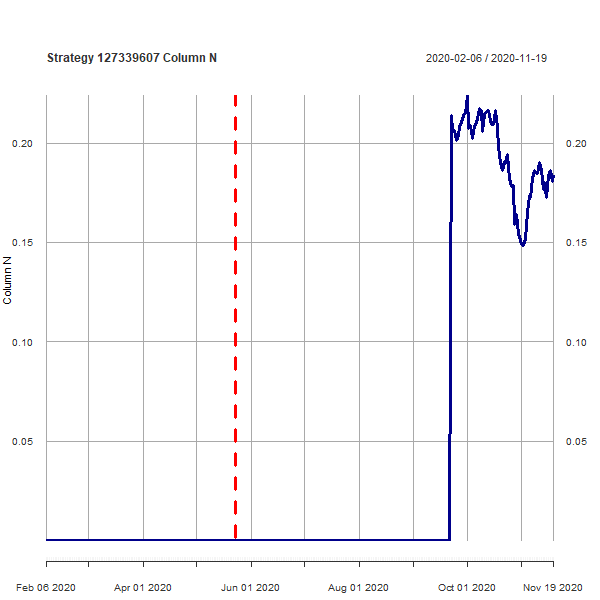 Strategy 127339607 Column N
2020-02-06 / 2020-11-19
Column N
0.20
0.15
0.10
0.05
0.20
0.15
0.10
0.05
Feb 06 2020
Apr 01 2020
Jun 01 2020
Aug 01 2020
Oct 01 2020
Nov 19 2020